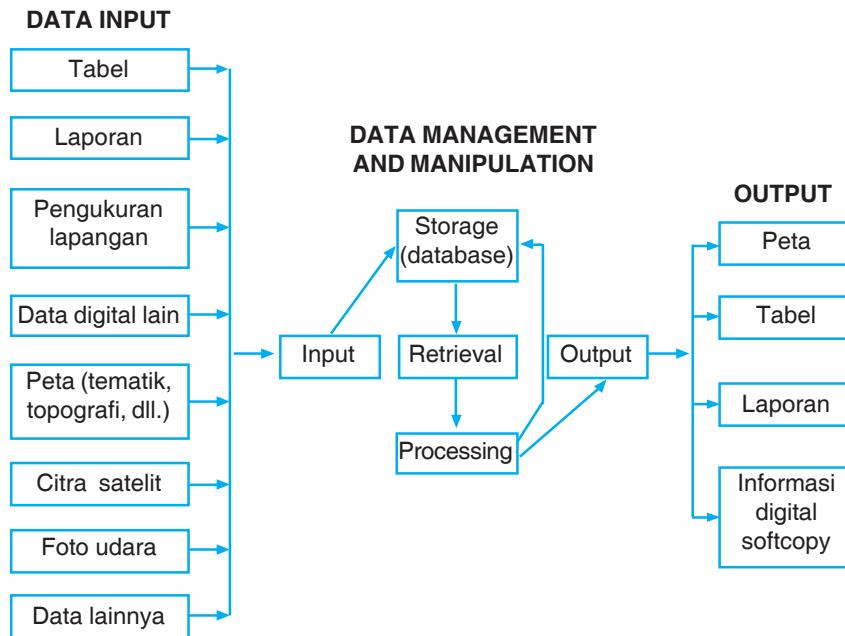 DATA INPUT
Tabel
Laporan
Pengukuran
lapangan
Data digital lain
Peta (tematik,
topografi, dll.)
Citra satelit
Foto udara
Data lainnya
DATA MANAGEMENT
AND MANIPULATION
Storage
(database)
Input
Retrieval
Output
Processing
OUTPUT
Peta
Tabel
Laporan
Informasi
digital
softcopy